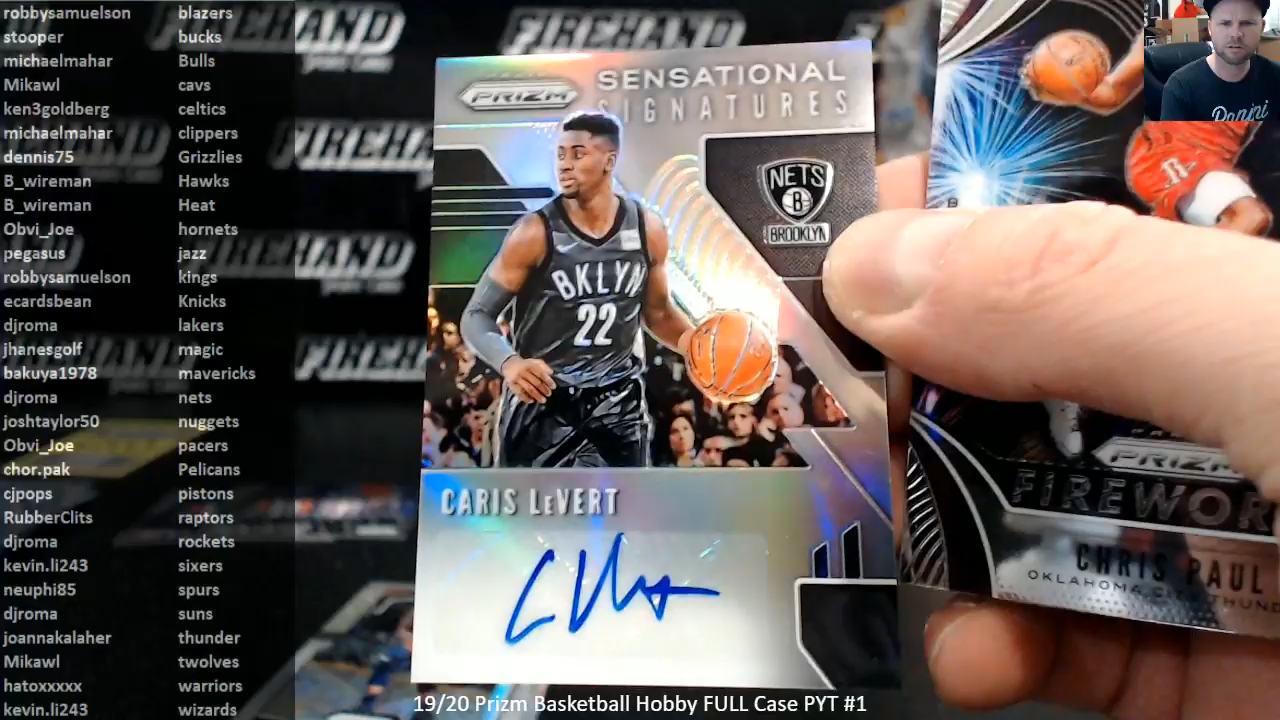 robbysamuelson blazers
stooper bucks
michaelmahar Bulls
Mikawl cavs
ken3goldberg celtics
michaelmahar clippers
dennis75 Grizzlies
B_wireman Hawks
B_wireman Heat
Obvi_Joe hornets
pegasus jazz
robbysamuelson kings
ecardsbean Knicks
djroma lakers
jhanesgolf magic
bakuya1978 mavericks
djroma nets
joshtaylor50 nuggets
Obvi_Joe pacers
chor.pak Pelicans
cjpops pistons
RubberClits raptors
djroma rockets
kevin.li243 sixers
neuphi85 spurs
djroma suns
joannakalaher thunder
Mikawl twolves
hatoxxxxx warriors
kevin.li243 wizards
FIREHAND
PRIZM
SENSATIONAL
SIGNATURES
NETS
B
BROOKLYN
BKLYN
22
CARIS LEVERT
R
B
PRIZM
FIREWOR
CHRIS PAUL
OKLAHOMA CITY THUND
19/20 Prizm Basketball Hobby FULL Case PYT #1